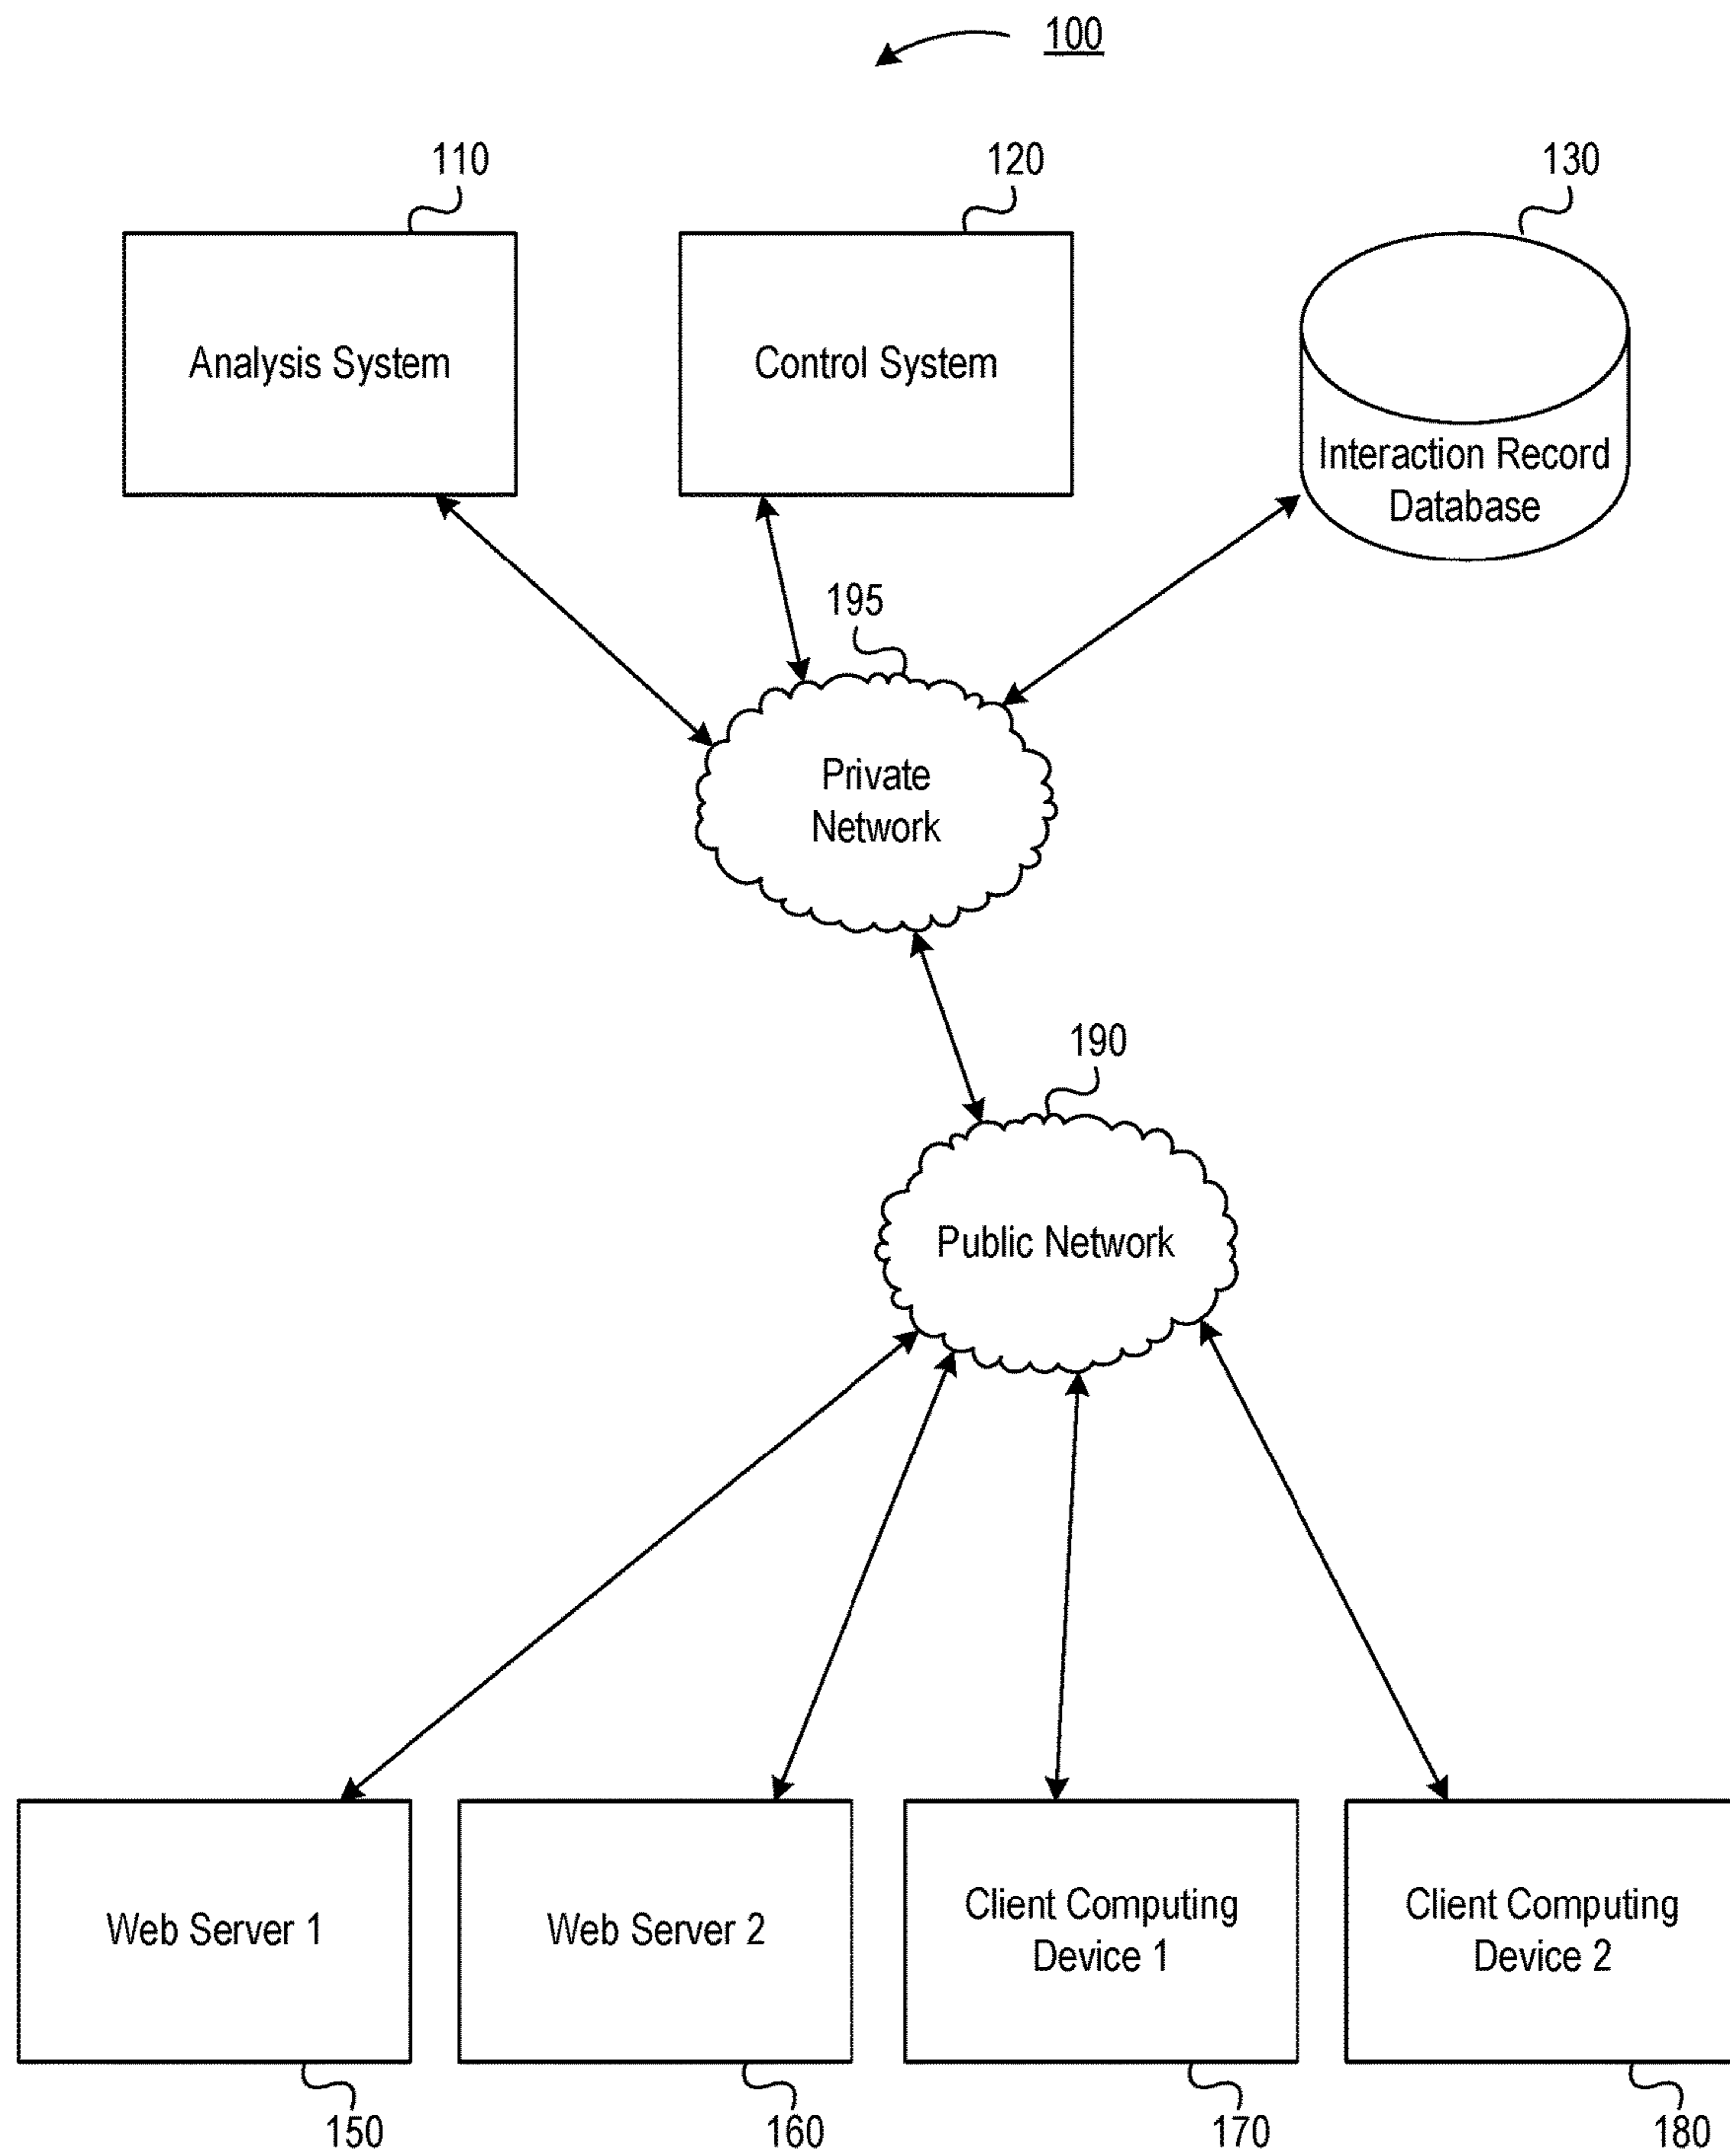 100
110
120
130
Analysis System
Control System
Interaction Record
Database
195
Private
Network
190
Public Network
Web Server 1
Web Server 2
Client Computing
Device 1
Client Computing
Device 2
150
160
170
180